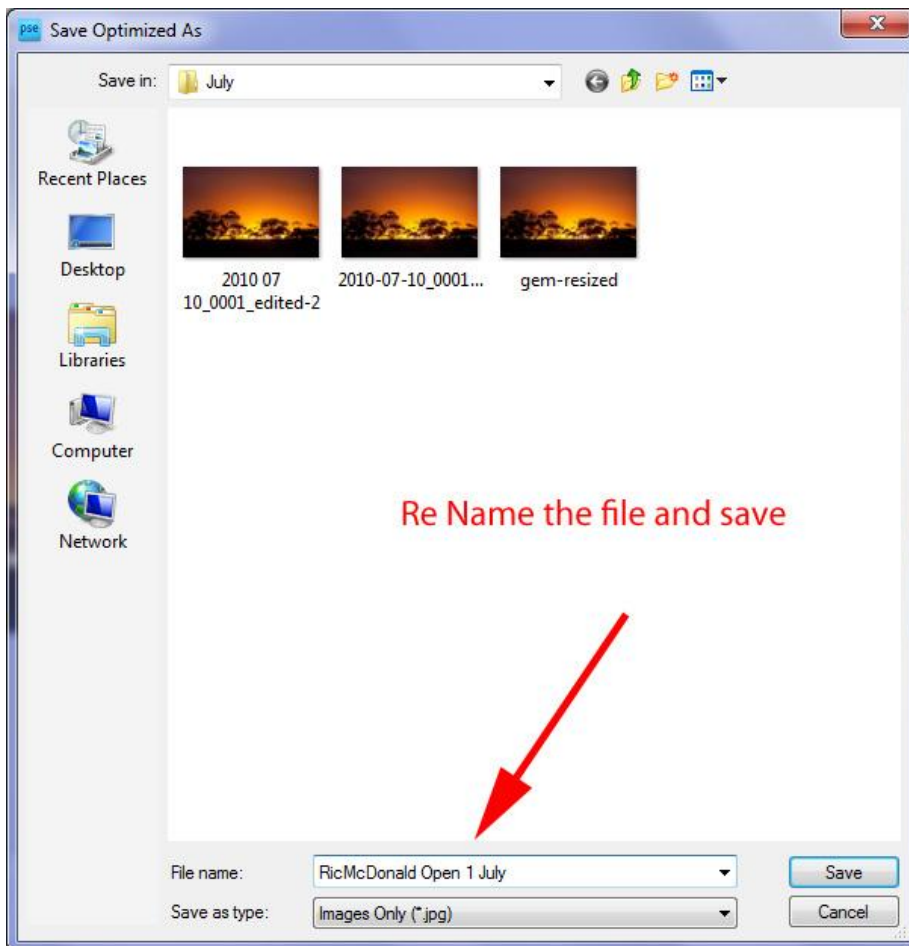 pse Save Optimized As
Save in: July
Recent Places
Desktop
Libraries
Computer
Network
2010 07
10_0001_edited-2
2010-07-10_0001...
gem-resized
Re Name the file and save
File name: RicMcDonald Open 1 July Save
Save as type: Images Only (*.jpg) Cancel